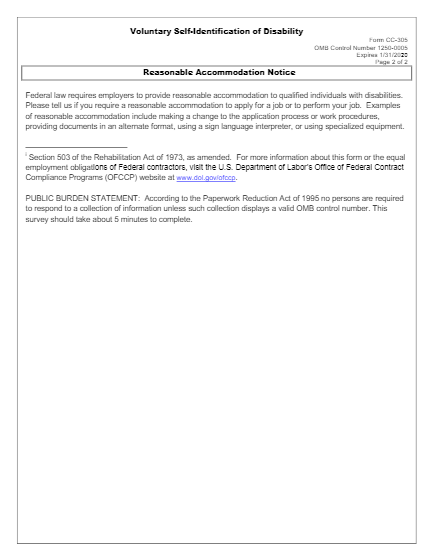 Voluntary Self-Identification of Disability
Form CC-305
OMB Control Number 1250-0005
Expires 1/31/2020
Page 2 of 2
Reasonable Accommodation Notice
Federal law requires employers to provide reasonable accommodation to qualified individuals with disabilities.
Please tell us if you require a reasonable accommodation to apply for a job or to perform your job. Examples
of reasonable accommodation include making a change to the application process or work procedures,
providing documents in an alternate format, using a sign language interpreter, or using specialized equipment.
i Section 503 of the Rehabilitation Act of 1973, as amended. For more information about this form or the equal
employment obligations of Federal contractors, visit the U.S. Department of Labor's Office of Federal Contract
Compliance Programs (OFCCP) website at www.dol.gov/ofccp.
PUBLIC BURDEN STATEMENT: According to the Paperwork Reduction Act of 1995 no persons are required
to respond to a collection of information unless such collection displays a valid OMB control number. This
survey should take about 5 minutes to complete.